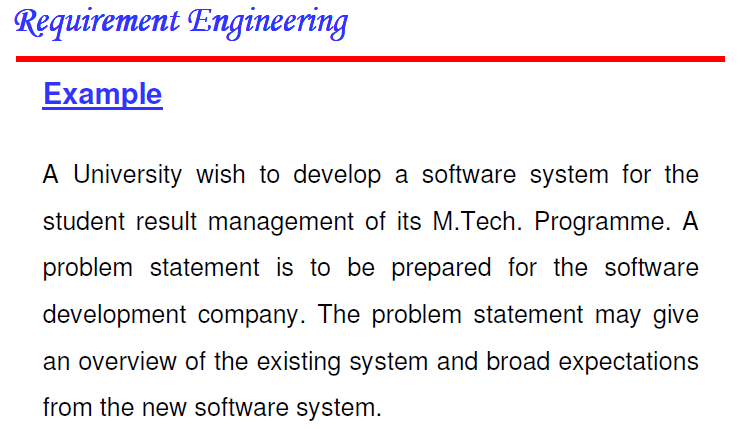 Requirement Engineering
Example
A University wish to develop a software system for the
student result management of its M.Tech. Programme. A
problem statement is to be prepared for the software
development company. The problem statement may give
an overview of the existing system and broad expectations
from the new software system.